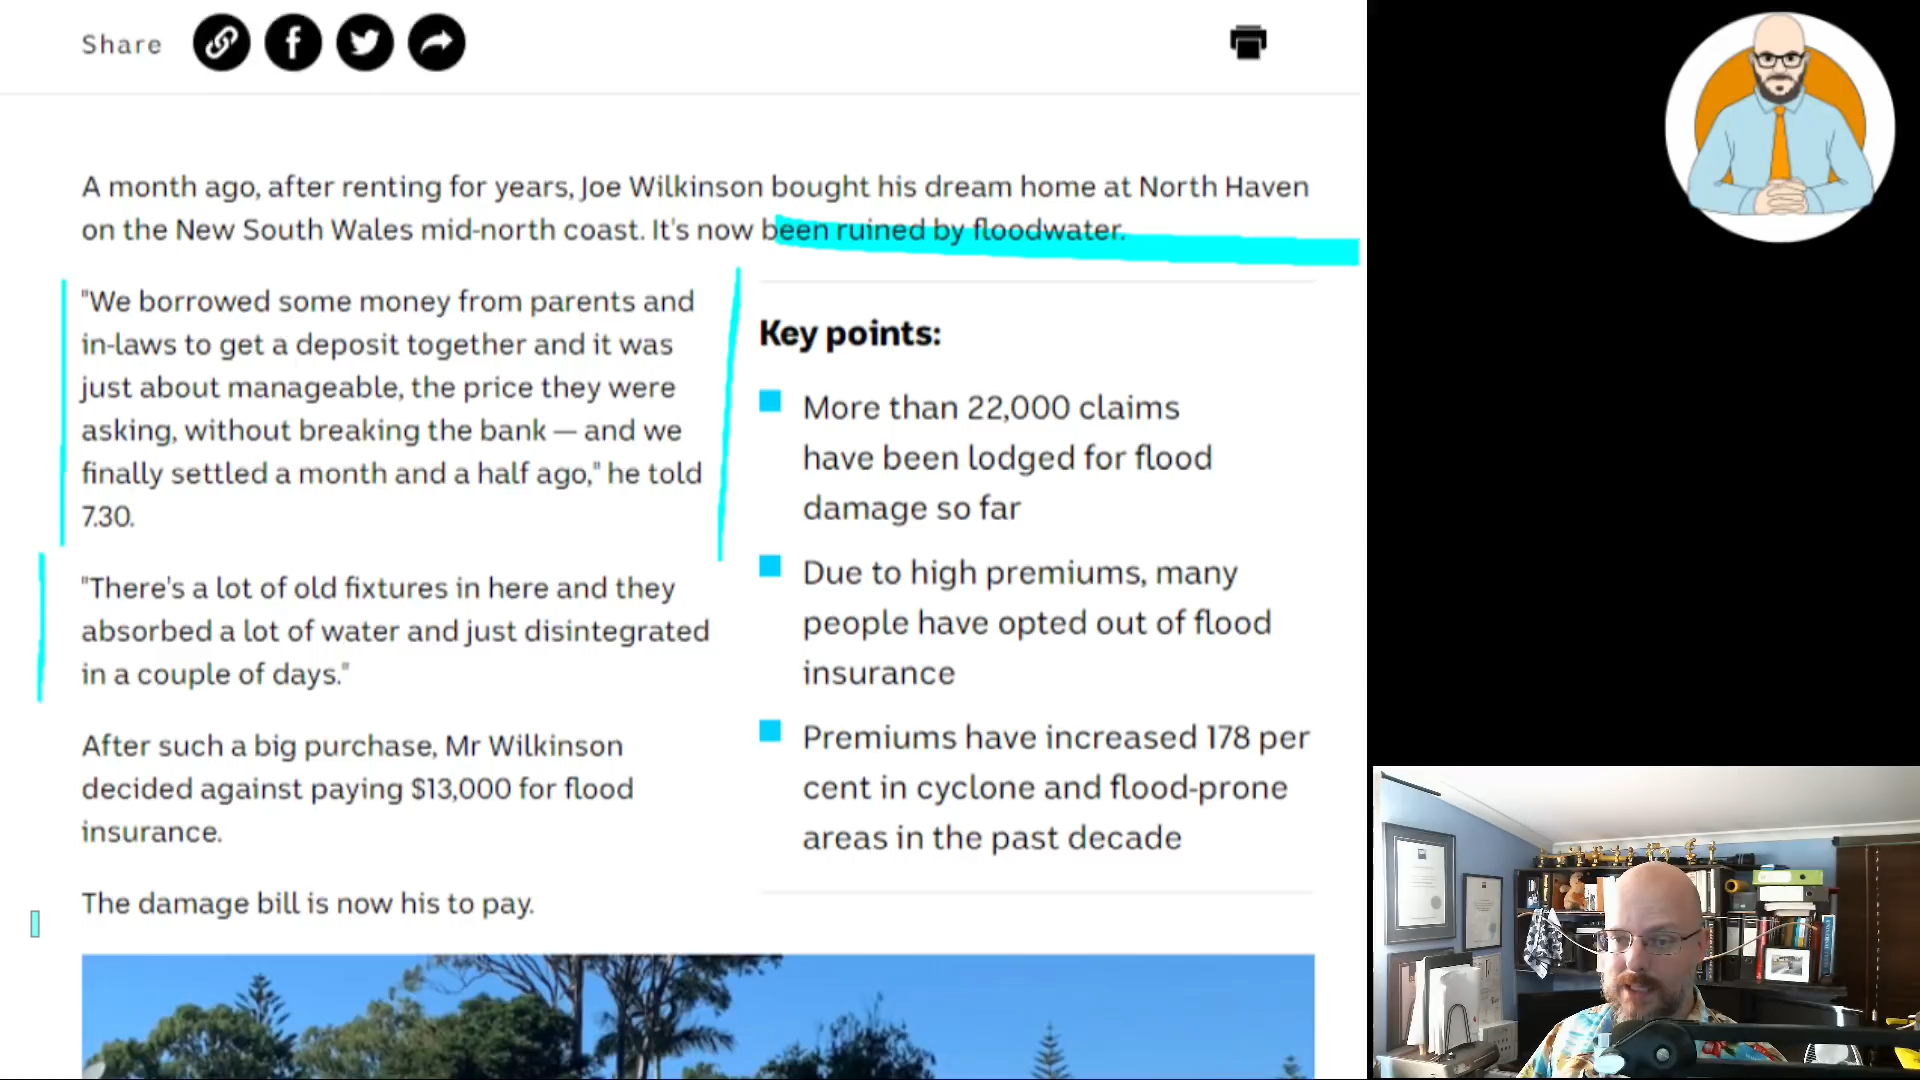 Share
A month ago, after renting for years, Joe Wilkinson bought his dream home at North Haven
on the New South Wales mid-north coast. It's now been ruined by floodwater.
"We borrowed some money from parents and
in-laws to get a deposit together and it was
just about manageable, the price they were
asking, without breaking the bank — and we
finally settled a month and a half ago," he told
7.30.
"There's a lot of old fixtures in here and they
absorbed a lot of water and just disintegrated
in a couple of days."
After such a big purchase, Mr Wilkinson
decided against paying $13,000 for flood
insurance.
The damage bill is now his to pay.
Key points:
More than 22,000 claims
have been lodged for flood
damage so far
Due to high premiums, many
people have opted out of flood
insurance
Premiums have increased 178 per
cent in cyclone and flood-prone
areas in the past decade